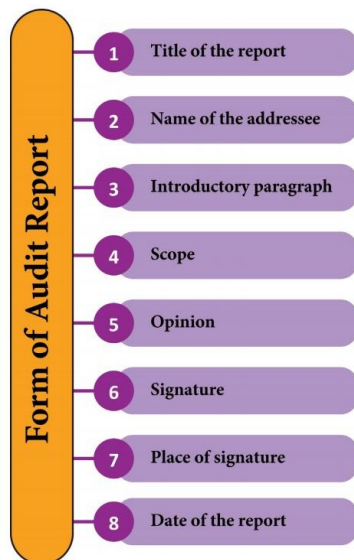 Form of Audit Report
1 Title of the report
2 Name of the addressee
3 Introductory paragraph
4 Scope
5 Opinion
6 Signature
7 Place of signature
8 Date of the report